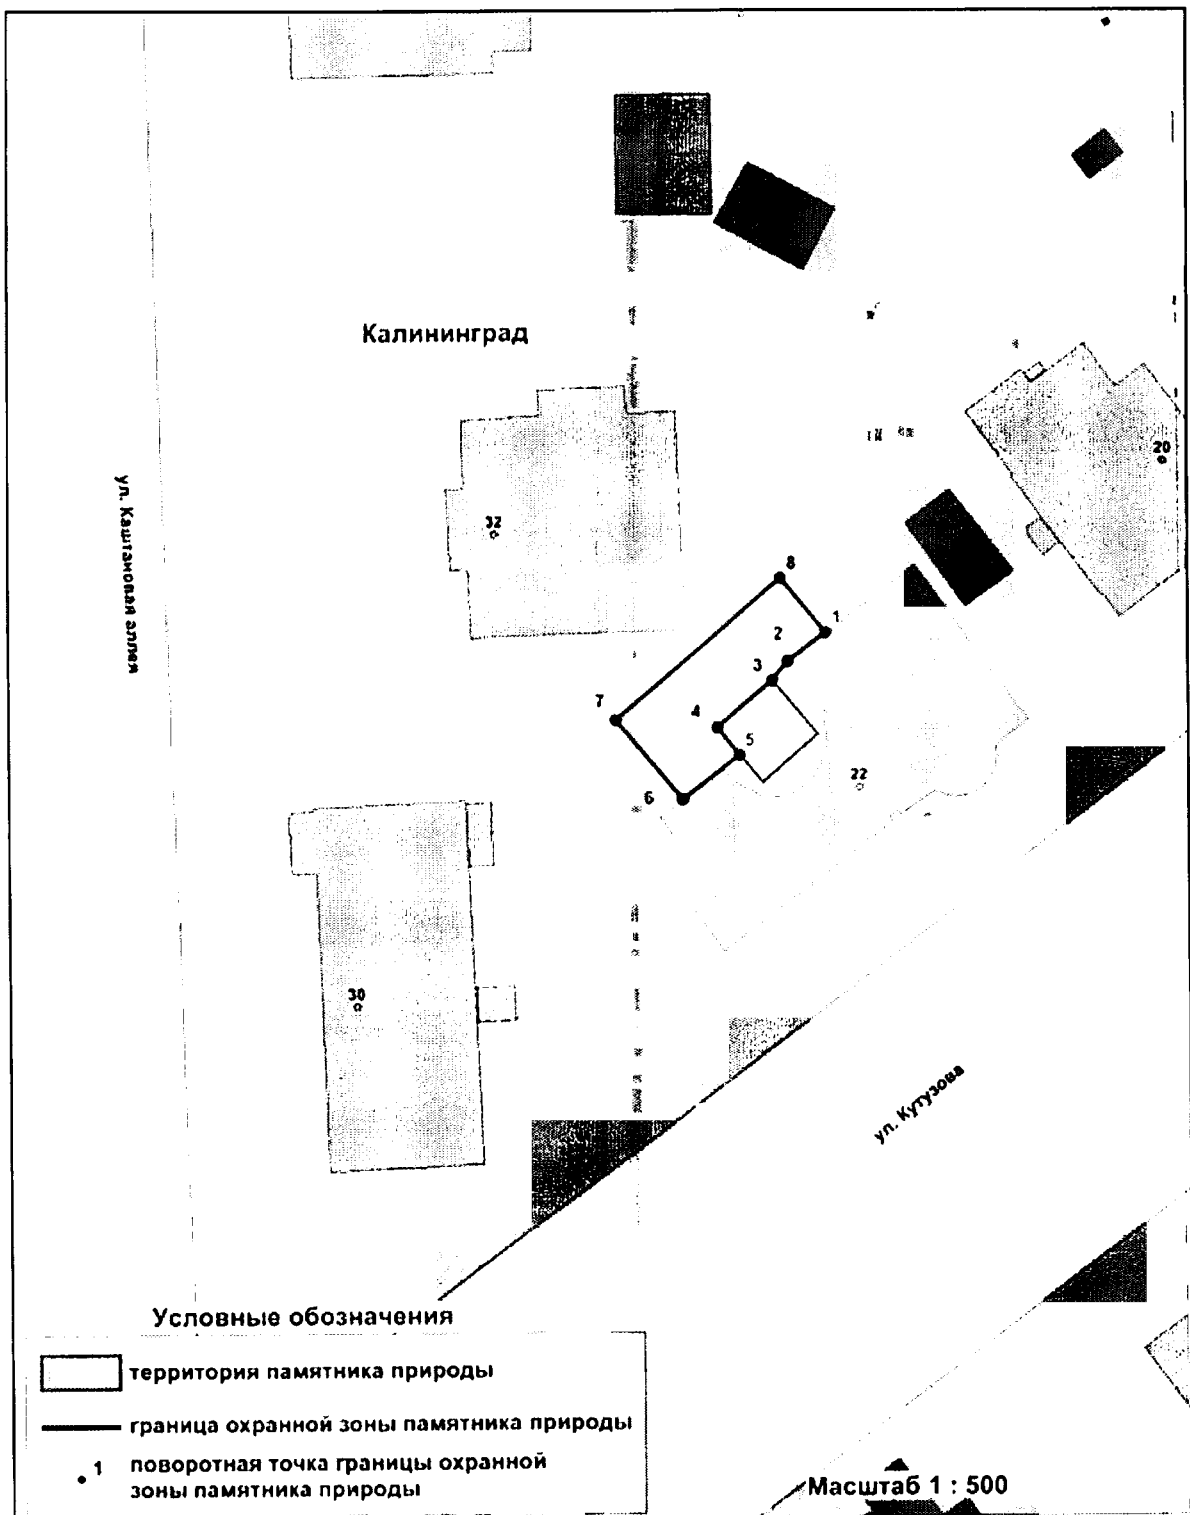 Калининград
ул. Каштановая аллея
20
32
8
1
2
3
7
4
5
22
6
30
ул. Кутузова
Условные обозначения
территория памятника природы
граница охранной зоны памятника природы
1 поворотная точка границы охранной
зоны памятника природы
Масштаб 1 : 500